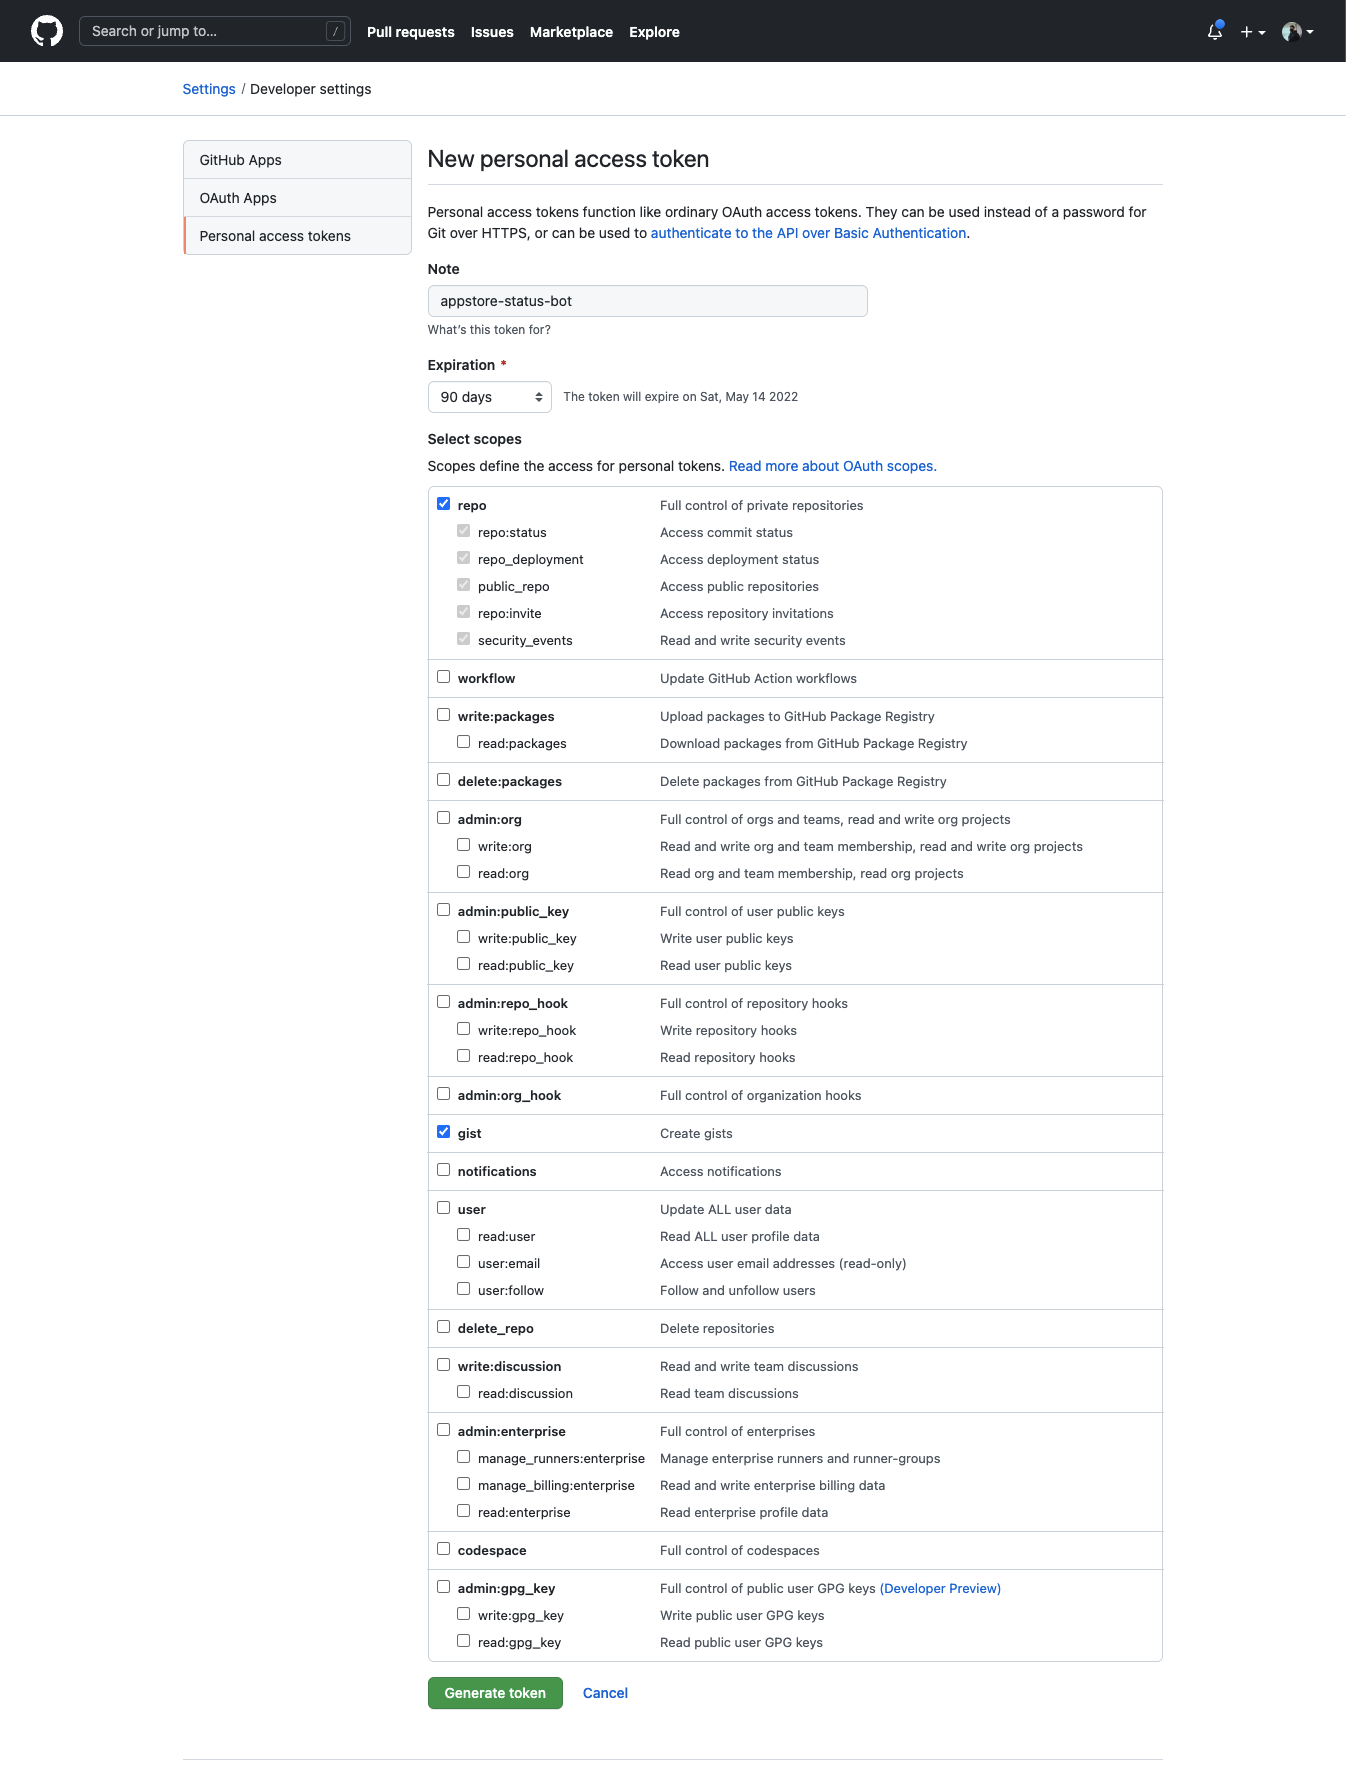 Search or jump to... /
Pull requests Issues Marketplace Explore
Settings / Developer settings
GitHub Apps
OAuth Apps
Personal access tokens
New personal access token
Personal access tokens function like ordinary OAuth access tokens. They can be used instead of a password for
Git over HTTPS, or can be used to authenticate to the API over Basic Authentication.
Note
appstore-status-bot
What's this token for?
Expiration *
90 days The token will expire on Sat, May 14 2022
Select scopes
Scopes define the access for personal tokens. Read more about OAuth scopes.
repo Full control of private repositories
repo:status Access commit status
repo_deployment Access deployment status
public_repo Access public repositories
repo:invite Access repository invitations
security_events Read and write security events
workflow Update GitHub Action workflows
write:packages Upload packages to GitHub Package Registry
read:packages Download packages from GitHub Package Registry
delete:packages Delete packages from GitHub Package Registry
admin:org Full control of orgs and teams, read and write org projects
write:org Read and write org and team membership, read and write org projects
read:org Read org and team membership, read org projects
admin:public_key Full control of user public keys
write:public_key Write user public keys
read:public_key Read user public keys
admin:repo_hook Full control of repository hooks
write:repo_hook Write repository hooks
read:repo_hook Read repository hooks
admin:org_hook Full control of organization hooks
gist Create gists
notifications Access notifications
user Update ALL user data
read:user Read ALL user profile data
user:email Access user email addresses (read-only)
user:follow Follow and unfollow users
delete_repo Delete repositories
write:discussion Read and write team discussions
read:discussion Read team discussions
admin:enterprise Full control of enterprises
manage_runners:enterprise Manage enterprise runners and runner-groups
manage_billing:enterprise Read and write enterprise billing data
read:enterprise Read enterprise profile data
codespace Full control of codespaces
admin:gpg_key Full control of public user GPG keys (Developer Preview)
write:gpg_key Write public user GPG keys
read:gpg_key Read public user GPG keys
Generate token Cancel